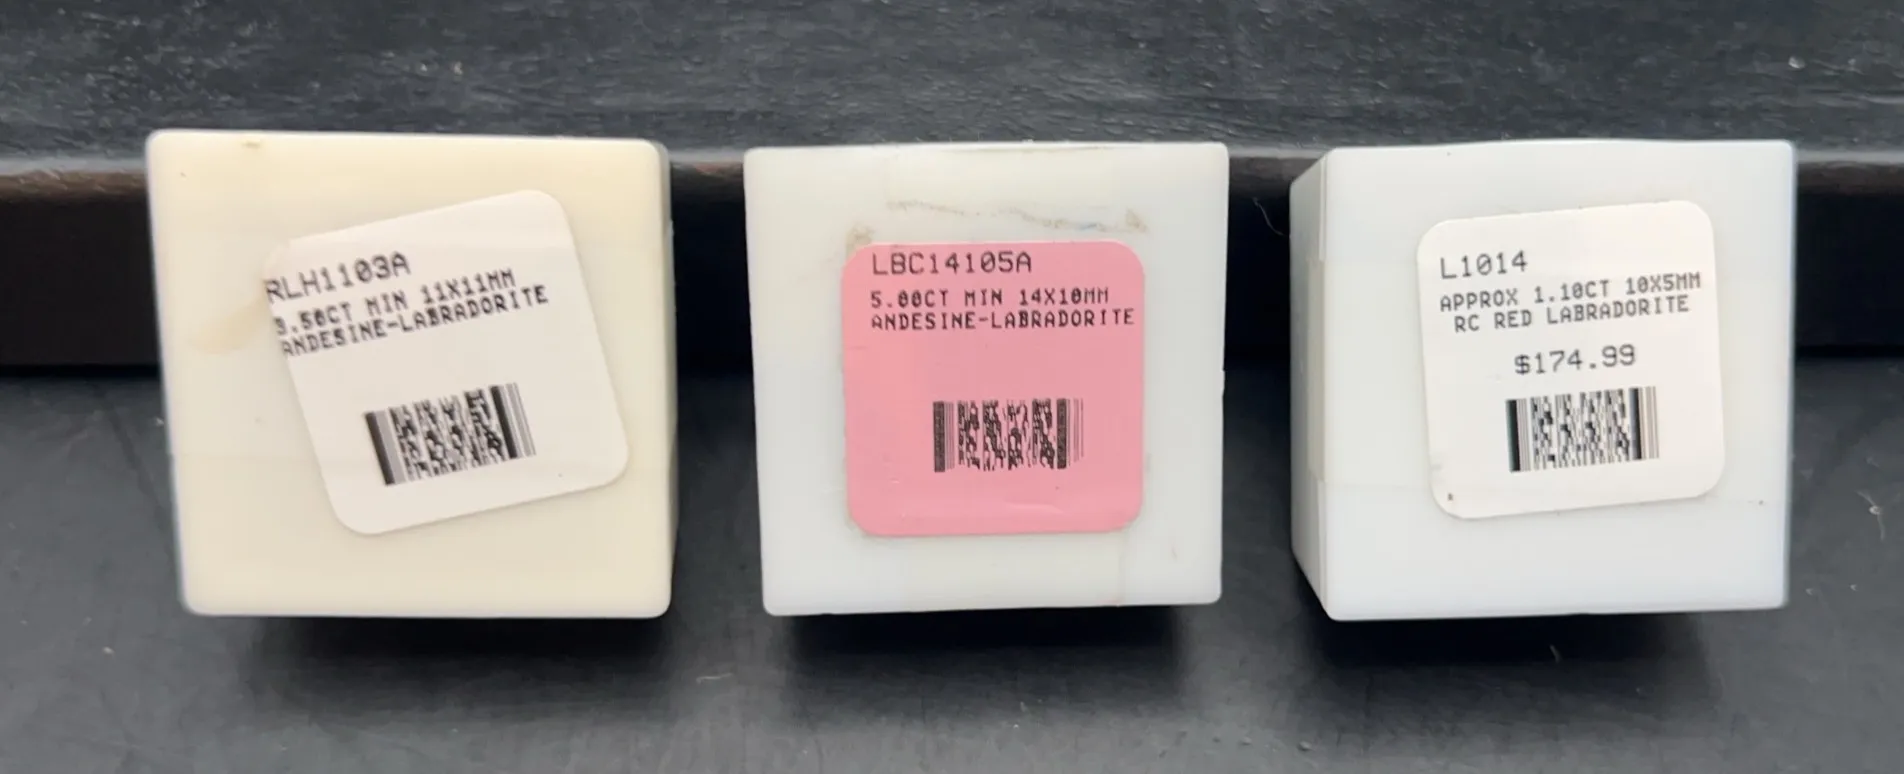 RLH1103A
3.50CT MIN 11X11MM
ANDESINE-LABRADORITE
LBC14105A
5.00CT MIN 14X10MM
ANDESINE-LABRADORITE
L1014
APPROX 1.10CT 10X5MM
RC RED LABRADORITE
$174.99